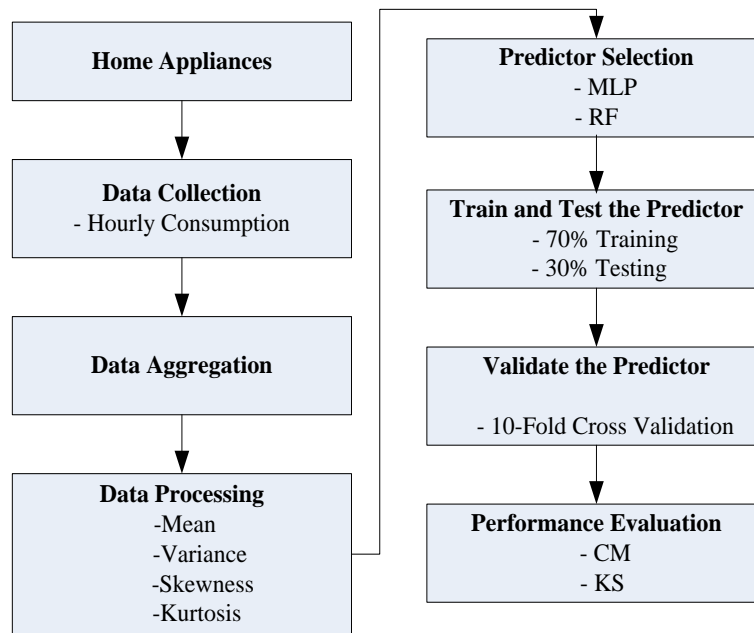 Home Appliances
Data Collection
- Hourly Consumption
Data Aggregation
Data Processing
-Mean
-Variance
-Skewness
-Kurtosis
Predictor Selection
- MLP
- RF
Train and Test the Predictor
- 70% Training
- 30% Testing
Validate the Predictor
- 10-Fold Cross Validation
Performance Evaluation
- CM
- KS